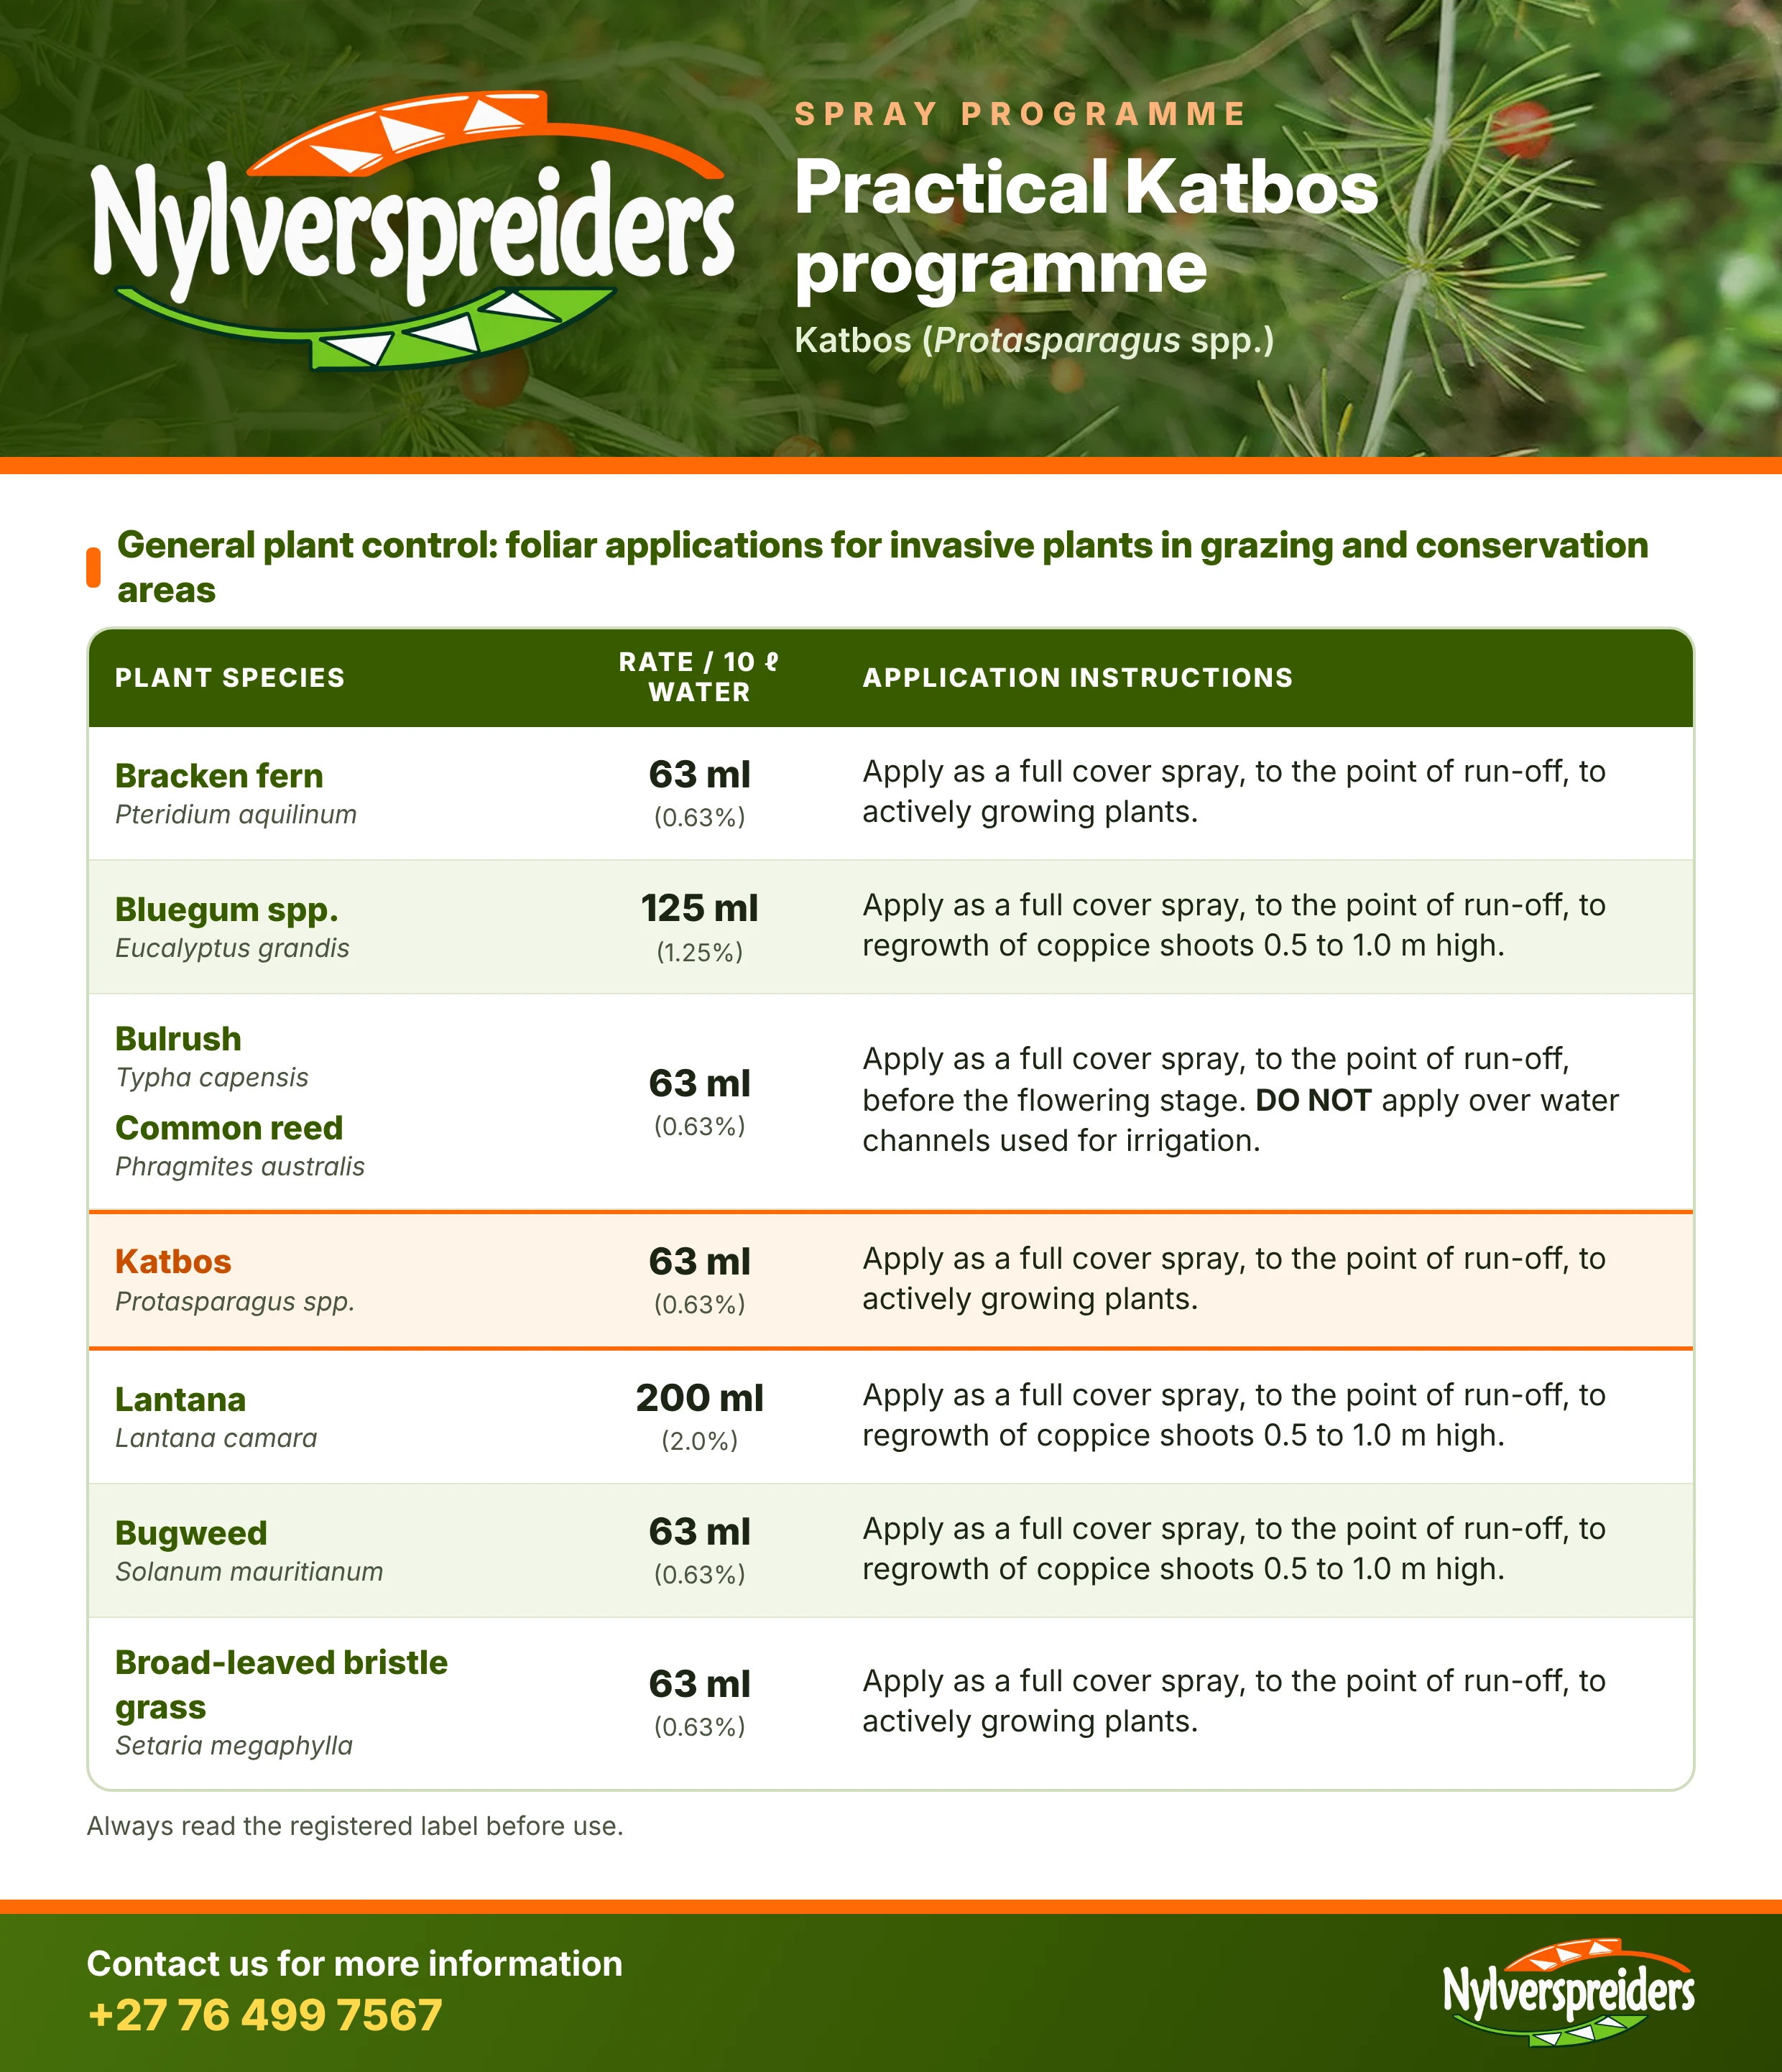 Nylverspreiders
SPRAY PROGRAMME
Practical Katbos
programme
Katbos (Protasparagus spp.)
General plant control: foliar applications for invasive plants in grazing and conservation
areas
PLANT SPECIES
RATE / 10 ℓ
WATER
APPLICATION INSTRUCTIONS
Bracken fern
Pteridium aquilinum
63 ml
(0.63%)
Apply as a full cover spray, to the point of run-off, to
actively growing plants.
Bluegum spp.
Eucalyptus grandis
125 ml
(1.25%)
Apply as a full cover spray, to the point of run-off, to
regrowth of coppice shoots 0.5 to 1.0 m high.
Bulrush
Typha capensis
Common reed
Phragmites australis
63 ml
(0.63%)
Apply as a full cover spray, to the point of run-off,
before the flowering stage. DO NOT apply over water
channels used for irrigation.
Katbos
Protasparagus spp.
63 ml
(0.63%)
Apply as a full cover spray, to the point of run-off, to
actively growing plants.
Lantana
Lantana camara
200 ml
(2.0%)
Apply as a full cover spray, to the point of run-off, to
regrowth of coppice shoots 0.5 to 1.0 m high.
Bugweed
Solanum mauritianum
63 ml
(0.63%)
Apply as a full cover spray, to the point of run-off, to
regrowth of coppice shoots 0.5 to 1.0 m high.
Broad-leaved bristle
grass
Setaria megaphylla
63 ml
(0.63%)
Apply as a full cover spray, to the point of run-off, to
actively growing plants.
Always read the registered label before use.
Contact us for more information
+27 76 499 7567
Nylverspreiders